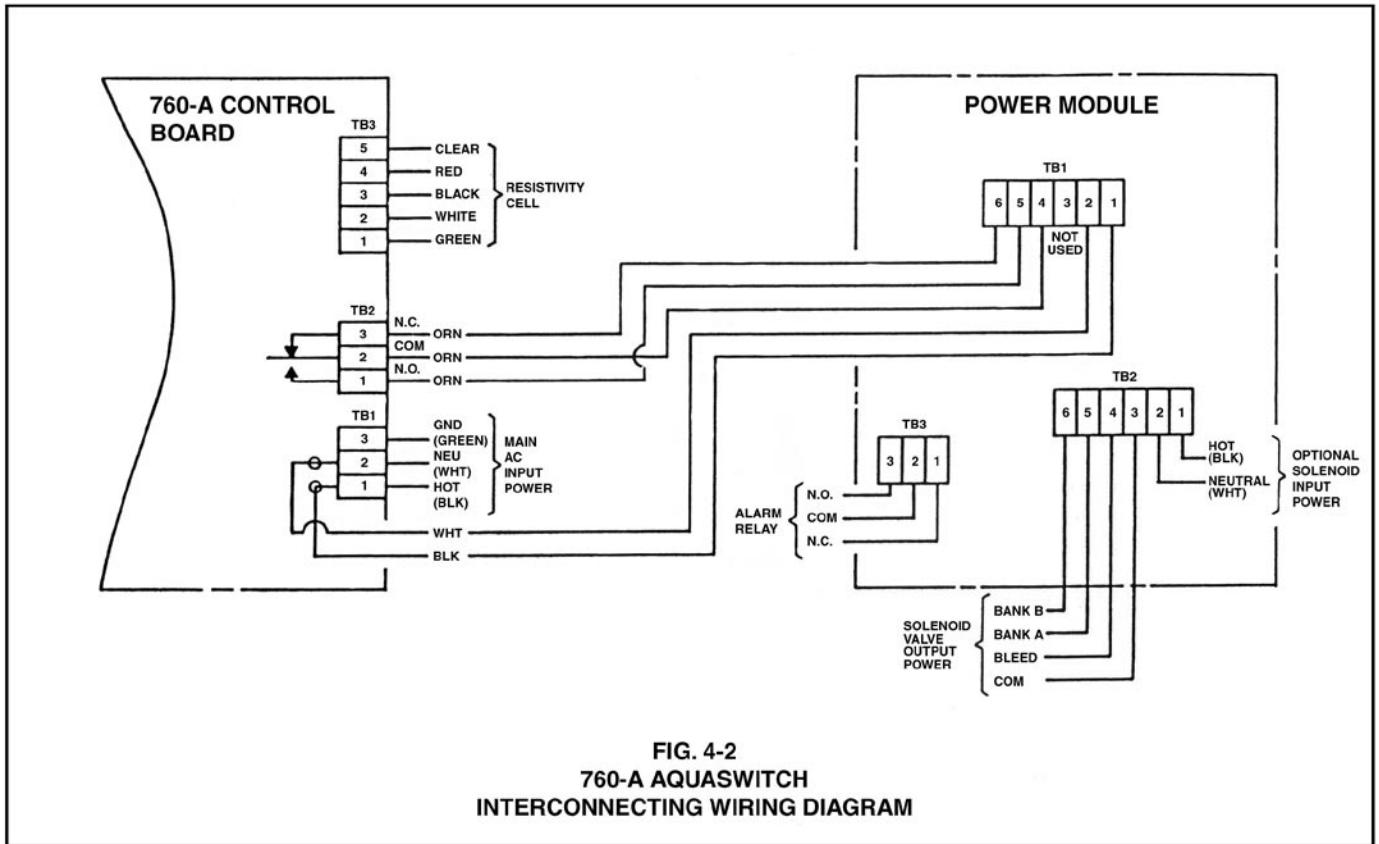 760-A CONTROL
BOARD
TB3
5 CLEAR
4 RED
3 BLACK
2 WHITE
1 GREEN
RESISTIVITY
CELL
TB2
N.C.
3 ORN
COM
2 ORN
N.O.
1 ORN
TB1
GND
3 (GREEN)
NEU
2 (WHT)
1 HOT
(BLK)
MAIN
AC
INPUT
POWER
WHT
BLK
POWER MODULE
TB1
6 5 4 3 2 1
NOT
USED
TB2
6 5 4 3 2 1
HOT
(BLK)
NEUTRAL
(WHT)
OPTIONAL
SOLENOID
INPUT
POWER
TB3
3 2 1
ALARM
RELAY
N.O.
COM
N.C.
SOLENOID
VALVE
OUTPUT
POWER
BANK B
BANK A
BLEED
COM
FIG. 4-2
760-A AQUASWITCH
INTERCONNECTING WIRING DIAGRAM